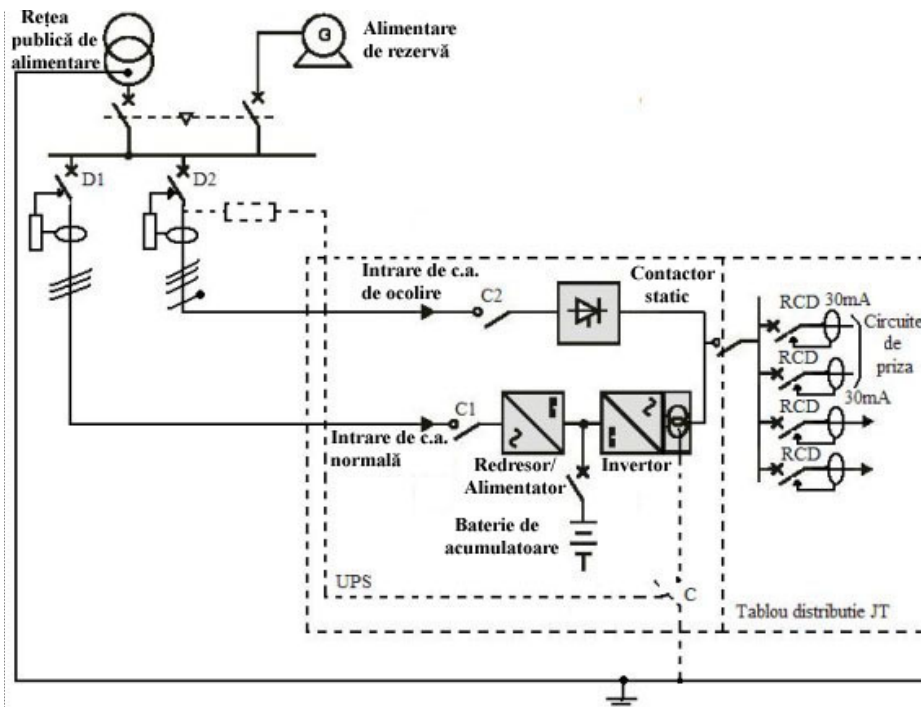 Rețea
publică de
alimentare
G
Alimentare
de rezervă
D1
D2
Intrare de c.a.
de ocolire
C2
Contactor
static
RCD
30mA
Circuite
de
priza
RCD
30mA
RCD
RCD
C1
Intrare de c.a.
normală
Redresor/
Alimentator
Invertor
Baterie de
acumulatoare
UPS
C
Tablou distributie JT